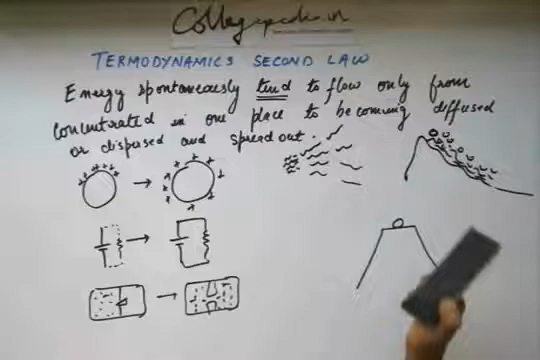 Collegepedia.in
TERMODYNAMICS SECOND LAW
Energy spontaneously tend to flow only from
concentrated in one place to becoming diffused
or dispersed and spread out.